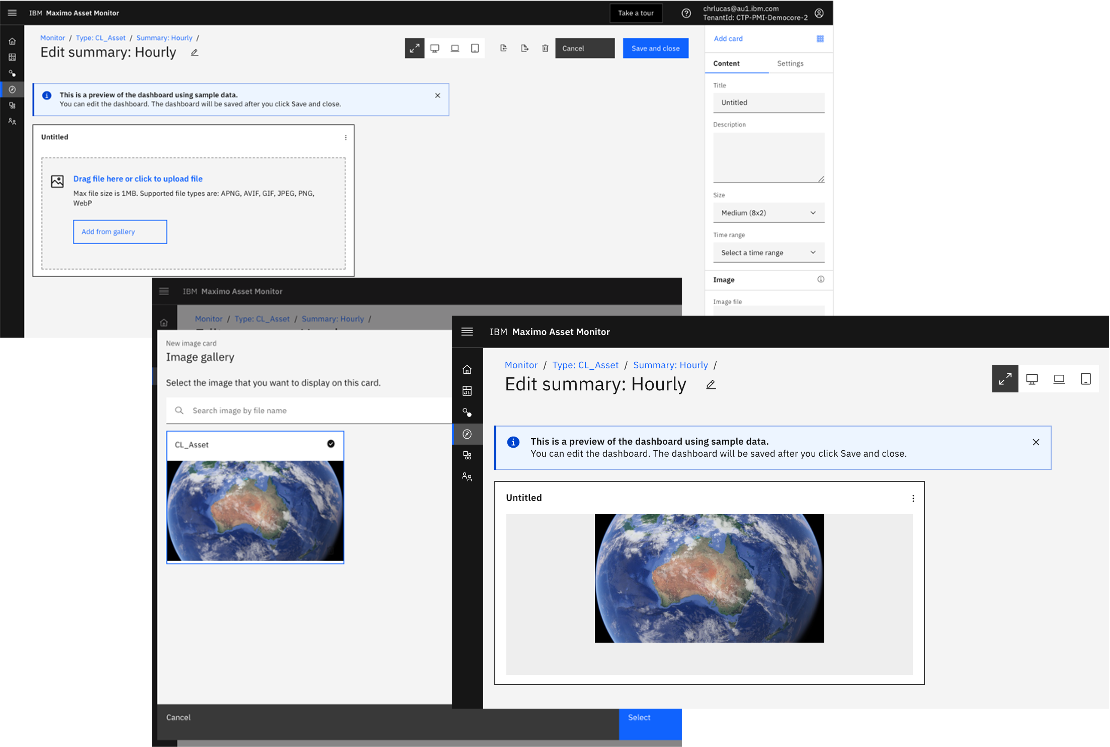 IBM Maximo Asset Monitor
Take a tour
chrlucas@au1.ibm.com
TenantId: CTP-PMI-Democore-2
Monitor / Type: CL_Asset / Summary: Hourly /
Edit summary: Hourly
Cancel
Save and close
This is a preview of the dashboard using sample data.
You can edit the dashboard. The dashboard will be saved after you click Save and close.
Untitled
Drag file here or click to upload file
Max file size is 1MB. Supported file types are: APNG, AVIF, GIF, JPEG, PNG,
WebP
Add from gallery
Add card
Content
Settings
Title
Untitled
Description
Size
Medium (8x2)
Time range
Select a time range
Image
Image file
IBM Maximo Asset Monitor
Monitor / Type: CL_Asset / Summary: Hourly /
New image card
Image gallery
Select the image that you want to display on this card.
Search image by file name
CL_Asset
Cancel
Select
IBM Maximo Asset Monitor
Monitor / Type: CL_Asset / Summary: Hourly /
Edit summary: Hourly
This is a preview of the dashboard using sample data.
You can edit the dashboard. The dashboard will be saved after you click Save and close.
Untitled